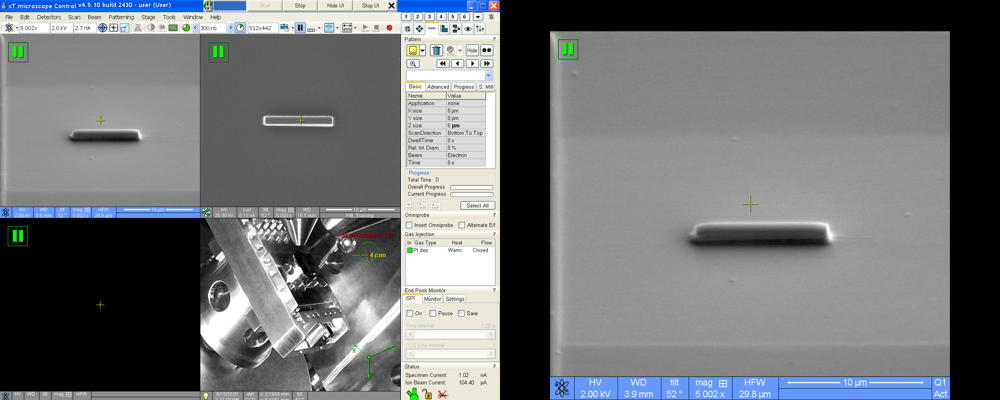 xT microscope Control v4.5.10 build 2430 - user (User)
Start Stop Hide UI Stop UI
File Edit Detectors Scan Beam Patterning Stage Tools Window Help
1 2 3 4 5 6
5 002x 2.0 kV 2.7 nA 300 ns 512x442
Pattern ?
Hide
Basic Advanced Progress S. Mill
Name Value
Application none
X size 0 µm
Y size 0 µm
Z size 0 µm
ScanDirection Bottom To Top
DwellTime 0 s
Rel. Int. Diam. 0 %
Beam Electron
Time 0 s
Progress
Total Time: 0
Overall Progress
Current Progress
Select All
Omniprobe ?
Insert Omniprobe Alternate E/I
Gas Injection ?
In Gas Type Heat Flow
Pt dep Warm Closed
End Point Monitor ?
iSPI Monitor Settings
On Pause Save
Time Interval 1.00 s
CCS Line Interval 1
Status ?
Specimen Current: 1.02 nA
Ion Beam Current: 104.40 pA
HV WD tilt mag HFW 10 µm
2.00 kV 3.9 mm 52 ° 5 002 x 29.8 µm
HV curr tilt mag WD 10 µm
30.00 kV 0.10 nA 52 ° 5 000 x 16.5 mm FIB_Training
Scan Rotation I: 180°
4 mm
y x
z
HV WD tilt mag HFW
6/18/2020 det x: 3.1909 mm tilt
2:37:08 PM CCD y: 5.0151 mm 52 °
HV WD tilt mag HFW 10 µm Q1
2.00 kV 3.9 mm 52 ° 5 002 x 29.8 µm Act